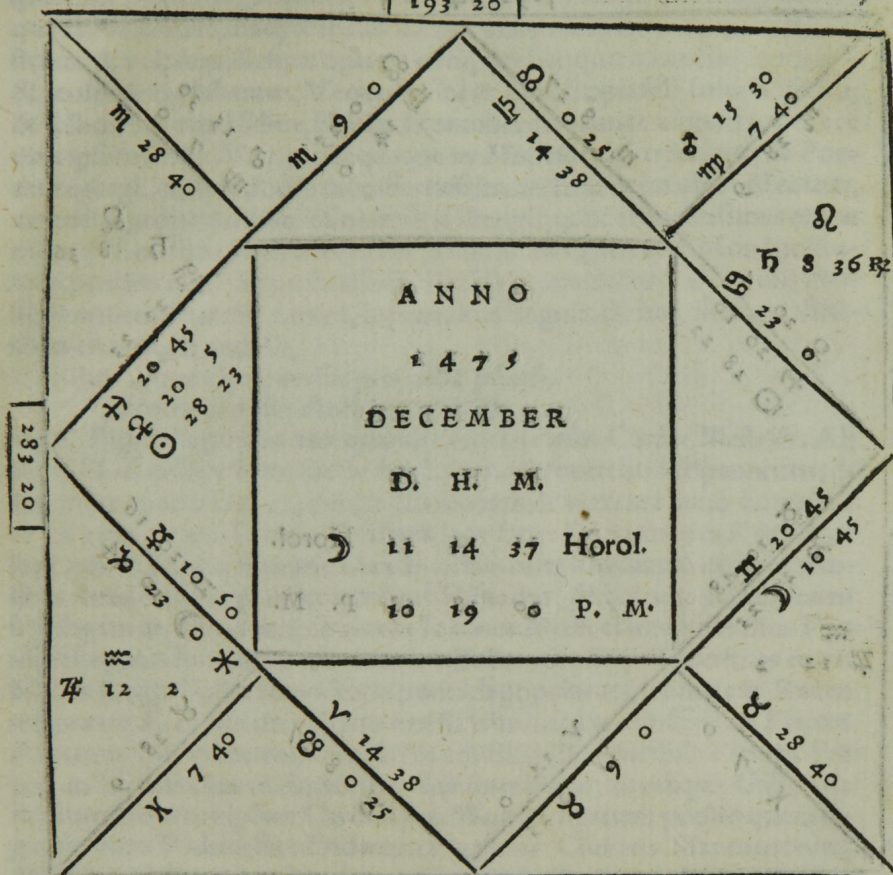 193 20
♏ 28 40
♏ 9 0
☊ 0 25
♎ 14 38
♂ 15 30
♍ 7 40
♌
♄ 8 36 ℞
♋ 23 0
ANNO
1475
DECEMBER
D. H. M.
☽ 11 14 37 Horol.
10 19 0 P. M.
♐ 20 45
♀ 20 5
☉ 28 23
283 20
☿ 10 50
♑ 23 0
♒ *
♃ 12 2
♓ 7 40
♈ 14 38
☋ 0 25
♉ 9 0
♉ 28 40
♊ 20 45
☽ 10 45